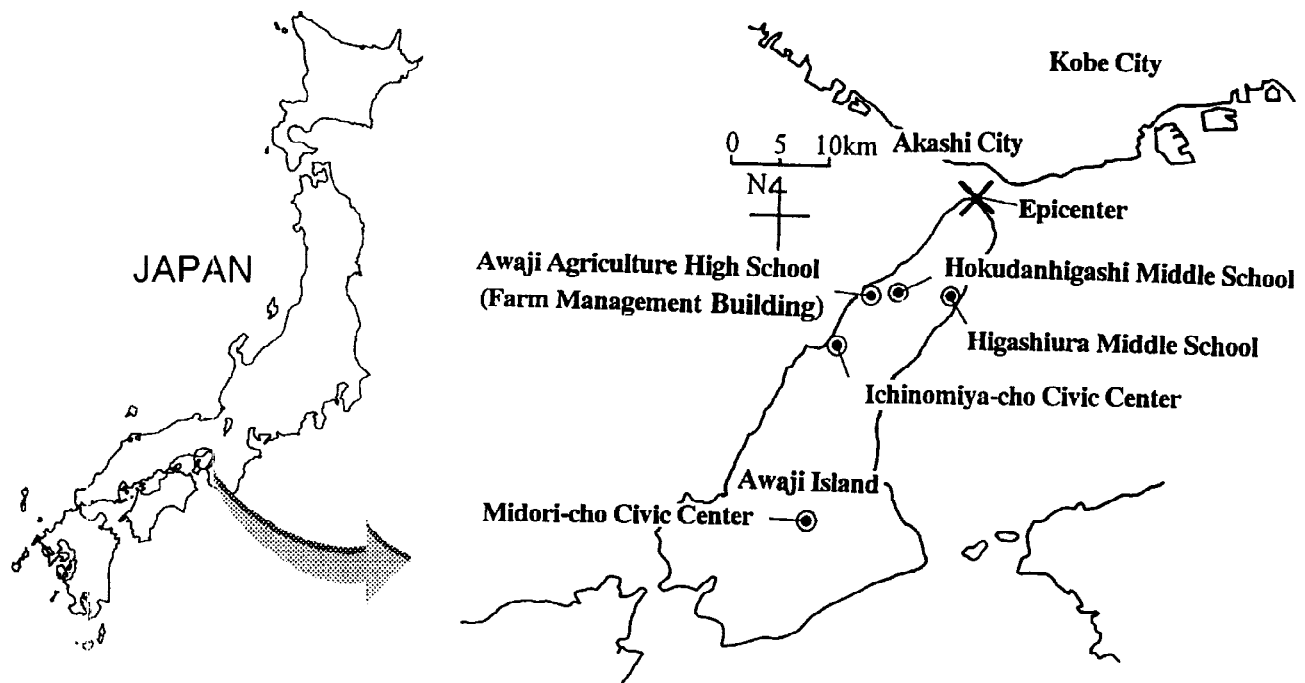 JAPAN
Kobe City
Akashi City
0 5 10km
N
Epicenter
Awaji Agriculture High School
(Farm Management Building)
Hokudanhigashi Middle School
Higashiura Middle School
Ichinomiya-cho Civic Center
Awaji Island
Midori-cho Civic Center